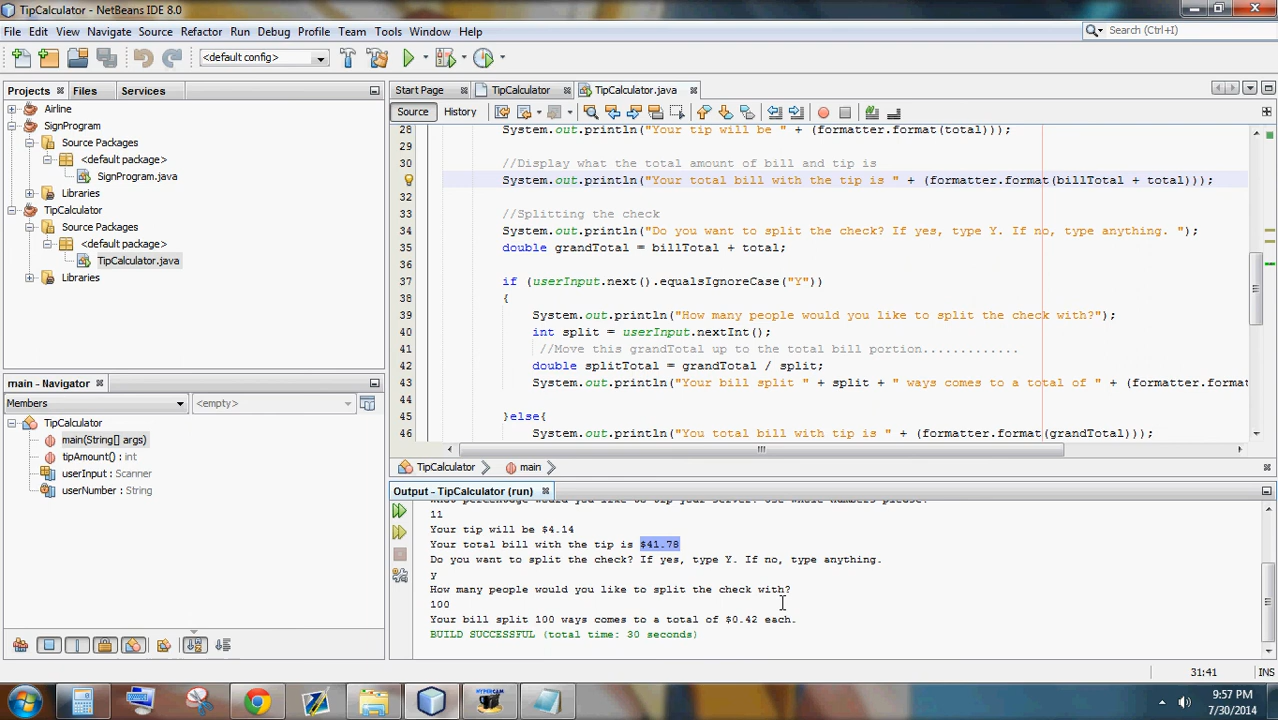 TipCalculator - NetBeans IDE 8.0
File Edit View Navigate Source Refactor Run Debug Profile Team Tools Window Help
Search (Ctrl+I)
<default config>
Projects Files Services
Airline
SignProgram
Source Packages
<default package>
SignProgram.java
Libraries
TipCalculator
Source Packages
<default package>
TipCalculator.java
Libraries
main - Navigator
Members <empty>
TipCalculator
main(String[] args)
tipAmount() : int
userInput : Scanner
userNumber : String
Start Page TipCalculator TipCalculator.java
Source History
28 System.out.println("Your tip will be " + (formatter.format(total)));
29
30 //Display what the total amount of bill and tip is
System.out.println("Your total bill with the tip is " + (formatter.format(billTotal + total)));
32
33 //Splitting the check
34 System.out.println("Do you want to split the check? If yes, type Y. If no, type anything. ");
35 double grandTotal = billTotal + total;
36
37 if (userInput.next().equalsIgnoreCase("Y"))
38 {
39 System.out.println("How many people would you like to split the check with?");
40 int split = userInput.nextInt();
41 //Move this grandTotal up to the total bill portion.............
42 double splitTotal = grandTotal / split;
43 System.out.println("Your bill split " + split + " ways comes to a total of " + (formatter.format
44
45 }else{
46 System.out.println("You total bill with tip is " + (formatter.format(grandTotal)));
TipCalculator main
Output - TipCalculator (run)
What percentage would you like to tip your server? Use whole numbers please!
11
Your tip will be $4.14
Your total bill with the tip is $41.78
Do you want to split the check? If yes, type Y. If no, type anything.
y
How many people would you like to split the check with?
100
Your bill split 100 ways comes to a total of $0.42 each.
BUILD SUCCESSFUL (total time: 30 seconds)
31:41 INS
HYPERCAM
9:57 PM
7/30/2014